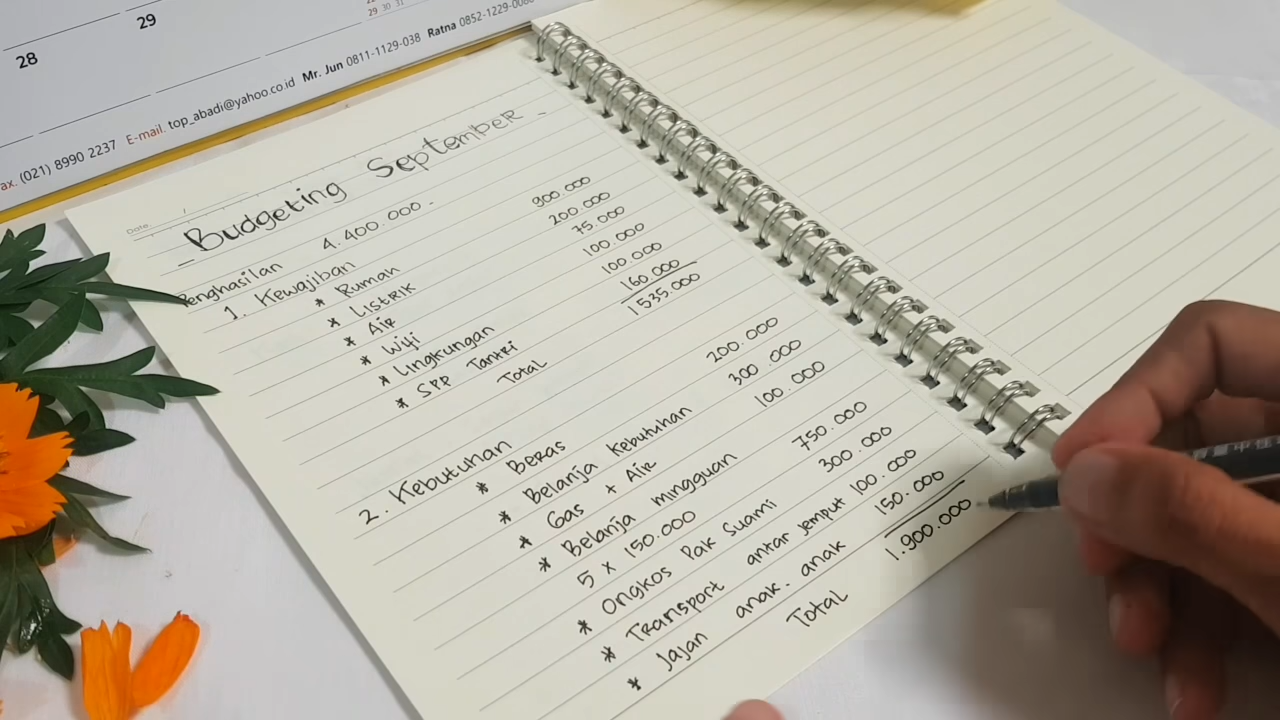 28
29
29 30 31
ax. (021) 8990 2237 E-mail. top_abadi@yahoo.co.id Mr. Jun 0811-1129-038 Ratna 0852-1229-
Date.
- Budgeting September -
Penghasilan 4.400.000 -
1. Kewajiban
* Rumah 900.000
* Listrik 200.000
* Air 75.000
* Wifi 100.000
* Lingkungan 100.000
* SPP Tantri 160.000
Total 1535.000
2. Kebutuhan
* Beras 200.000
* Belanja kebutuhan 300.000
* Gas + Air 100.000
* Belanja mingguan
5 x 150.000 750.000
* Ongkos Pak Suami 300.000
* Transport antar jemput 100.000
* Jajan anak-anak 150.000
Total 1.900.000